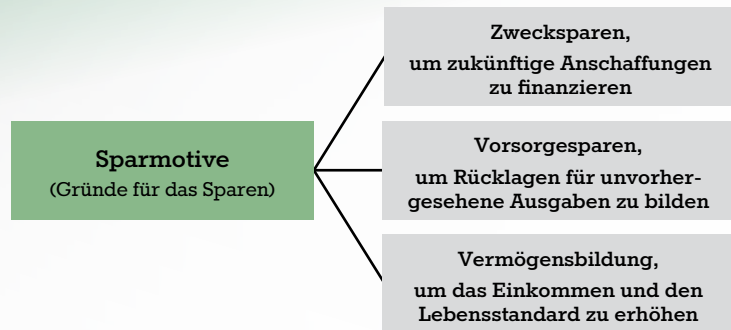 Zwecksparen,
um zukünftige Anschaffungen
zu finanzieren
Sparmotive
(Gründe für das Sparen)
Vorsorgesparen,
um Rücklagen für unvorher-
gesehene Ausgaben zu bilden
Vermögensbildung,
um das Einkommen und den
Lebensstandard zu erhöhen